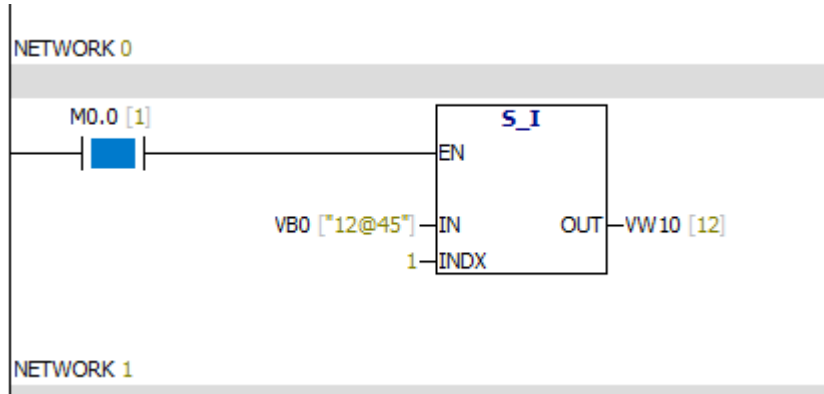 NETWORK 0
M0.0 [1]
S_I
EN
VB0 ["12@45"] IN OUT VW10 [12]
1 INDX
NETWORK 1